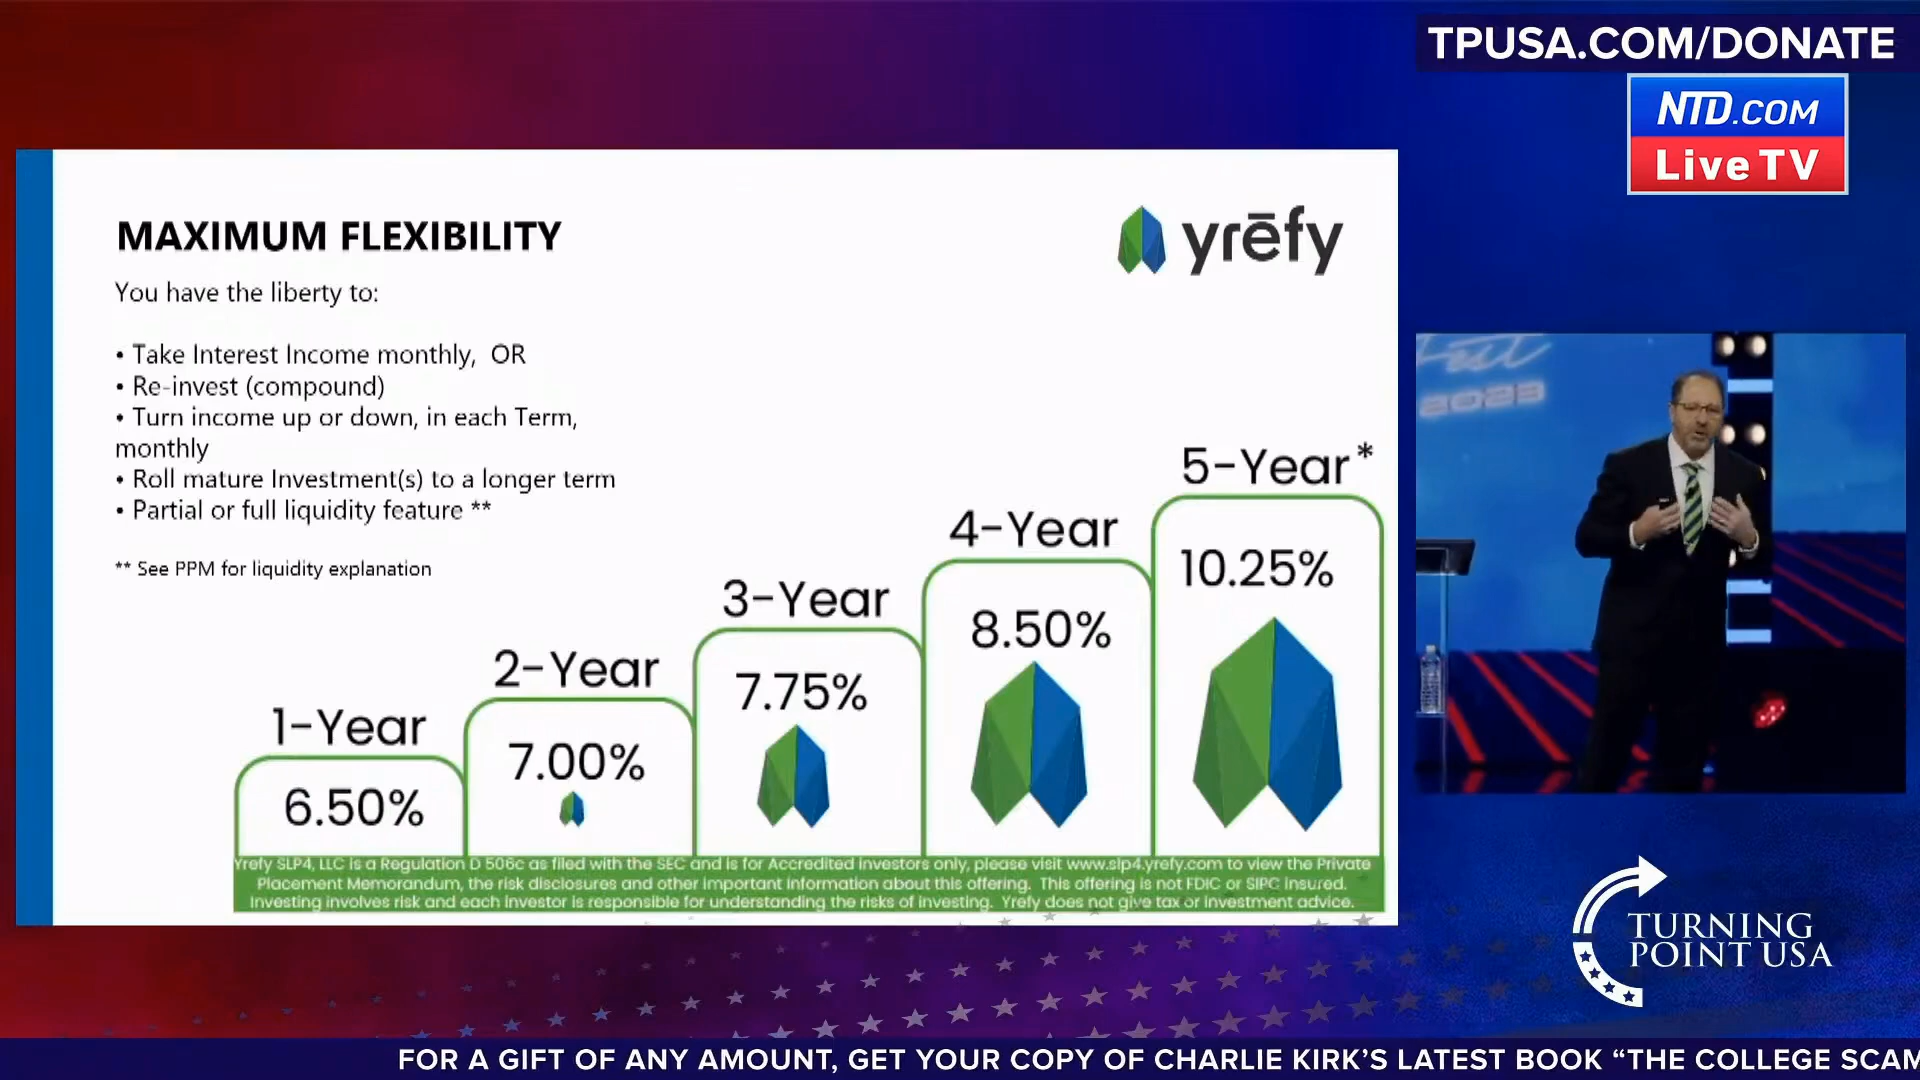 TPUSA.COM/DONATE
NTD.COM
Live TV
MAXIMUM FLEXIBILITY
yrēfy
You have the liberty to:
• Take Interest Income monthly, OR
• Re-invest (compound)
• Turn income up or down, in each Term,
monthly
• Roll mature Investment(s) to a longer term
• Partial or full liquidity feature **
** See PPM for liquidity explanation
1-Year
6.50%
2-Year
7.00%
3-Year
7.75%
4-Year
8.50%
5-Year*
10.25%
Yrefy SLP4, LLC is a Regulation D 506c as filed with the SEC and is for Accredited Investors only, please visit www.slp4.yrefy.com to view the Private
Placement Memorandum, the risk disclosures and other important information about this offering. This offering is not FDIC or SIPC insured.
Investing involves risk and each investor is responsible for understanding the risks of investing. Yrefy does not give tax or investment advice.
Fest
2023
TURNING
POINT USA
FOR A GIFT OF ANY AMOUNT, GET YOUR COPY OF CHARLIE KIRK’S LATEST BOOK “THE COLLEGE SCAM